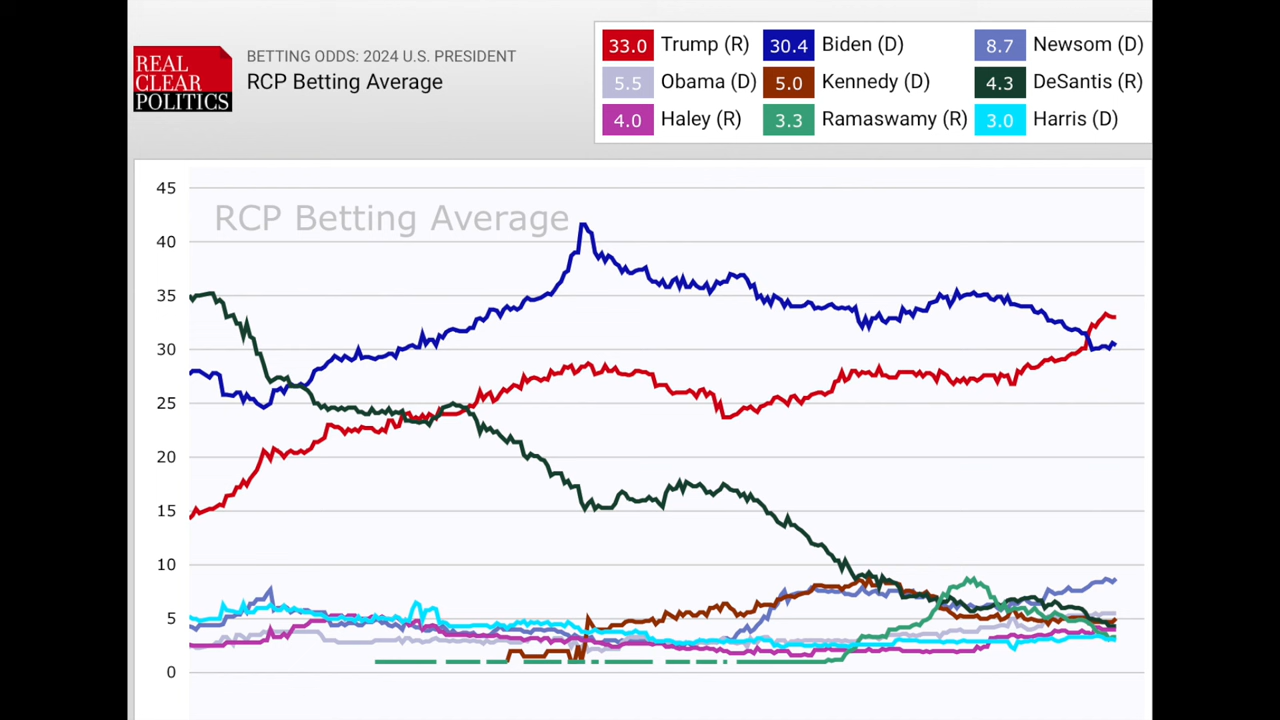 REAL
CLEAR
POLITICS
BETTING ODDS: 2024 U.S. PRESIDENT
RCP Betting Average
33.0 Trump (R) 30.4 Biden (D) 8.7 Newsom (D)
5.5 Obama (D) 5.0 Kennedy (D) 4.3 DeSantis (R)
4.0 Haley (R) 3.3 Ramaswamy (R) 3.0 Harris (D)
RCP Betting Average
45
40
35
30
25
20
15
10
5
0